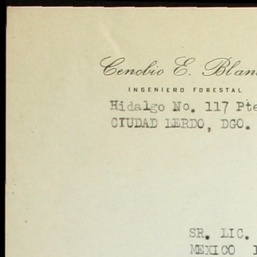 Cenobio E. Blan
INGENIERO FORESTAL
Hidalgo No. 117 Pte
CIUDAD LERDO, DGO.
SR. LIC.
MEXICO